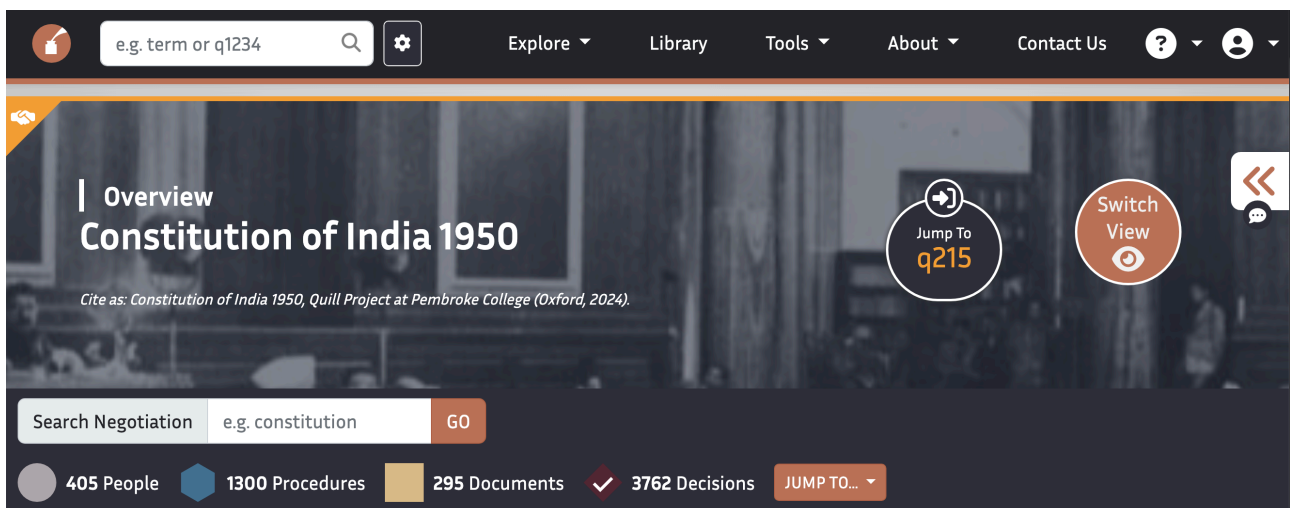 e.g. term or q1234
Explore
Library
Tools
About
Contact Us
?
Overview
Constitution of India 1950
Cite as: Constitution of India 1950, Quill Project at Pembroke College (Oxford, 2024).
Jump To
q215
Switch
View
Search Negotiation e.g. constitution GO
405 People 1300 Procedures 295 Documents 3762 Decisions JUMP TO...